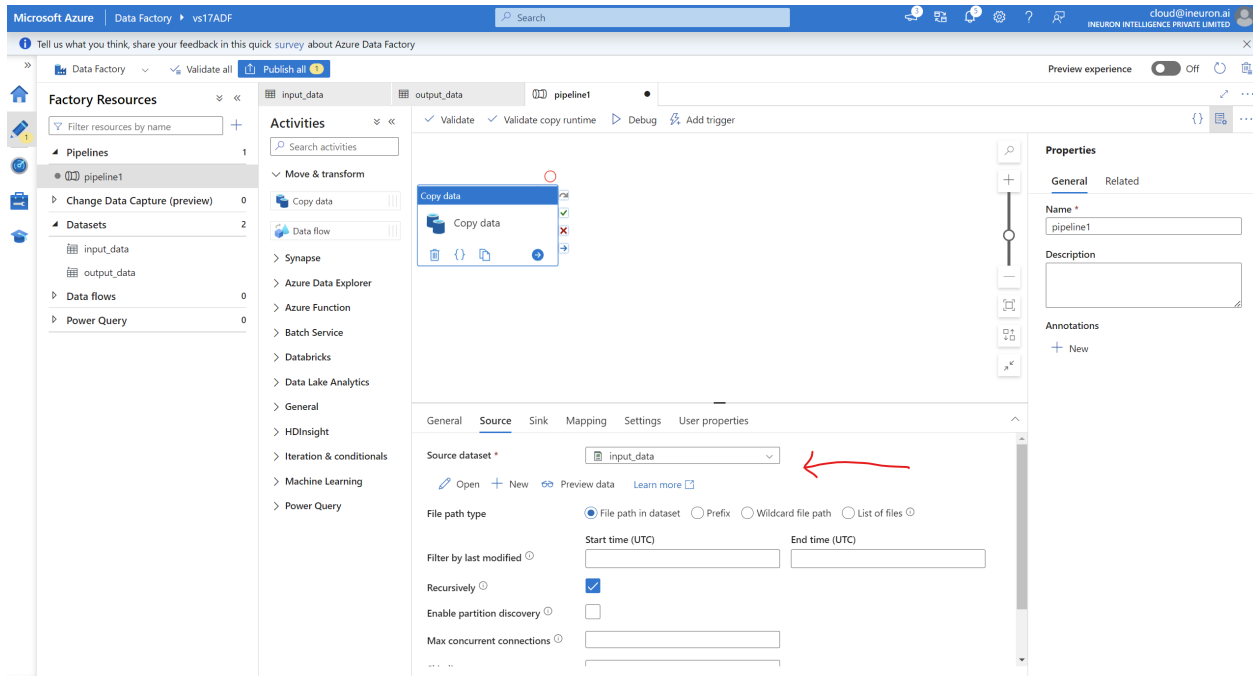 Microsoft Azure
Data Factory
vs17ADF
Search
3
5
cloud@ineuron.ai
INEURON INTELLIGENCE PRIVATE LIMITED
Tell us what you think, share your feedback in this quick survey about Azure Data Factory
Data Factory
Validate all
Publish all 1
Preview experience
Off
1
Factory Resources
Filter resources by name
Pipelines 1
pipeline1
Change Data Capture (preview) 0
Datasets 2
input_data
output_data
Data flows 0
Power Query 0
input_data
output_data
pipeline1
Activities
Search activities
Move & transform
Copy data
Data flow
Synapse
Azure Data Explorer
Azure Function
Batch Service
Databricks
Data Lake Analytics
General
HDInsight
Iteration & conditionals
Machine Learning
Power Query
Validate
Validate copy runtime
Debug
Add trigger
Copy data
Copy data
General Source Sink Mapping Settings User properties
Source dataset *
input_data
Open New Preview data Learn more
File path type
File path in dataset Prefix Wildcard file path List of files
Start time (UTC) End time (UTC)
Filter by last modified
Recursively
Enable partition discovery
Max concurrent connections
Properties
General Related
Name *
pipeline1
Description
Annotations
New